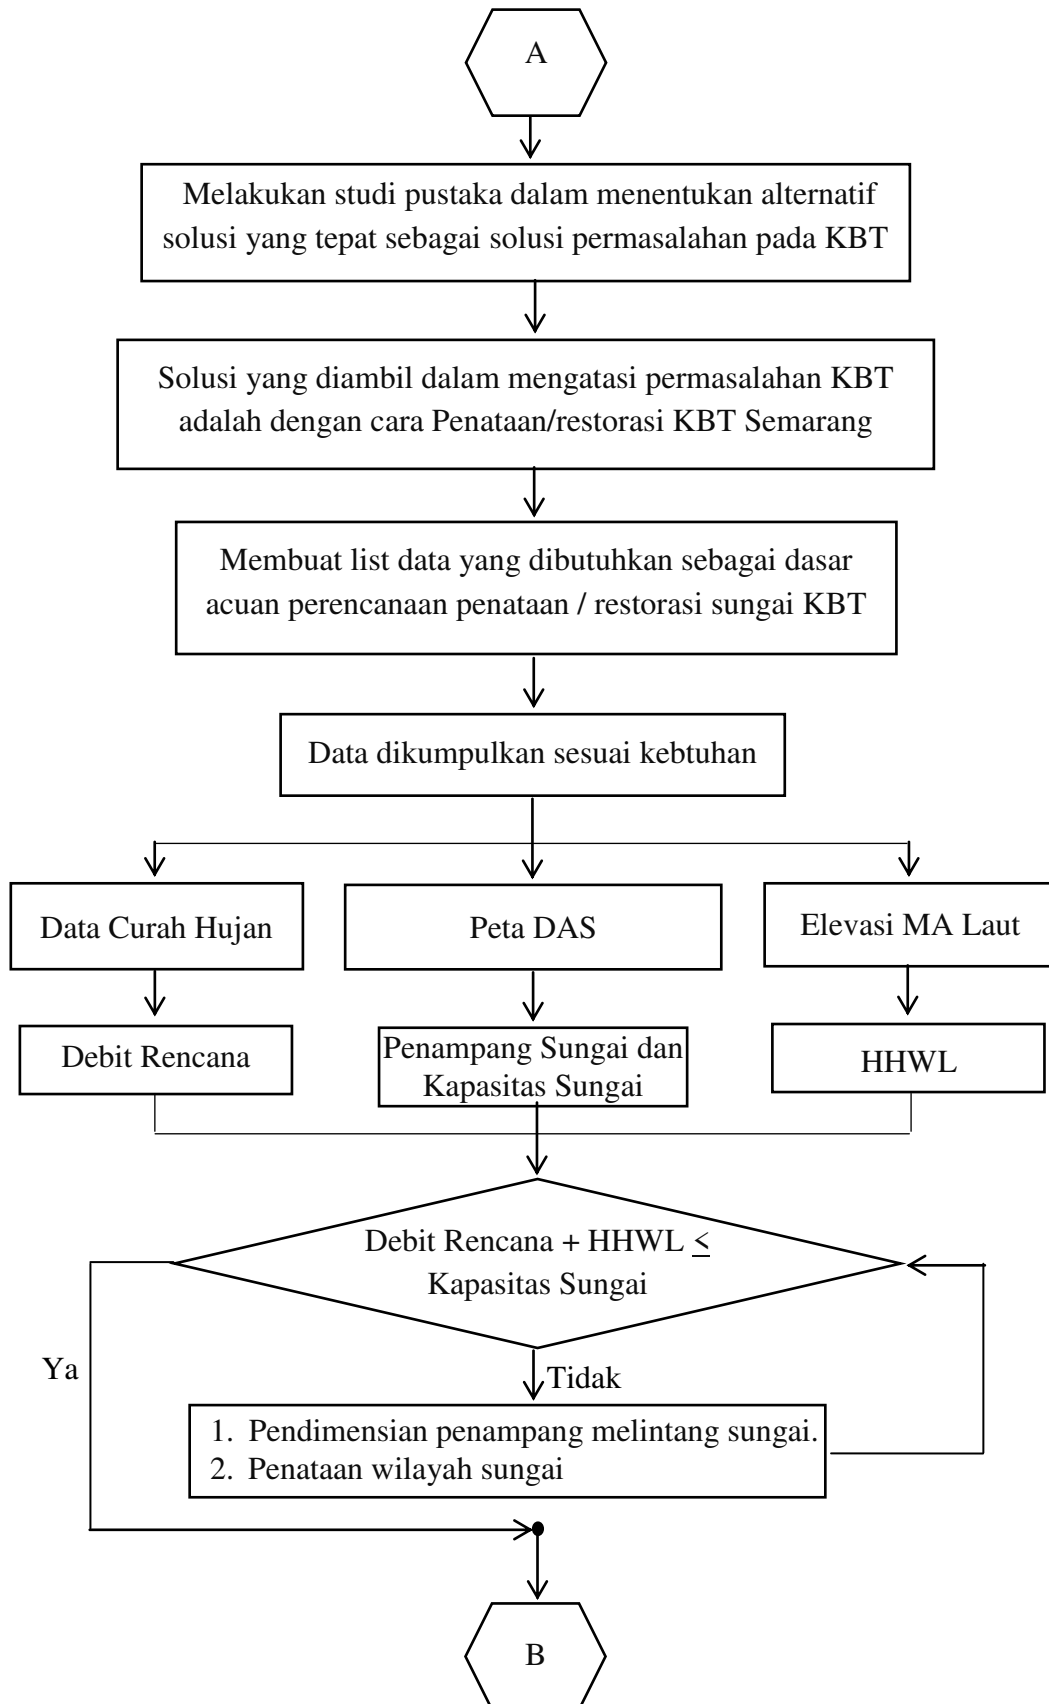 A
Melakukan studi pustaka dalam menentukan alternatif
solusi yang tepat sebagai solusi permasalahan pada KBT
Solusi yang diambil dalam mengatasi permasalahan KBT
adalah dengan cara Penataan/restorasi KBT Semarang
Membuat list data yang dibutuhkan sebagai dasar
acuan perencanaan penataan / restorasi sungai KBT
Data dikumpulkan sesuai kebtuhan
Data Curah Hujan
Peta DAS
Elevasi MA Laut
Debit Rencana
Penampang Sungai dan
Kapasitas Sungai
HHWL
Debit Rencana + HHWL ≤
Kapasitas Sungai
Ya
Tidak
1. Pendimensian penampang melintang sungai.
2. Penataan wilayah sungai
B